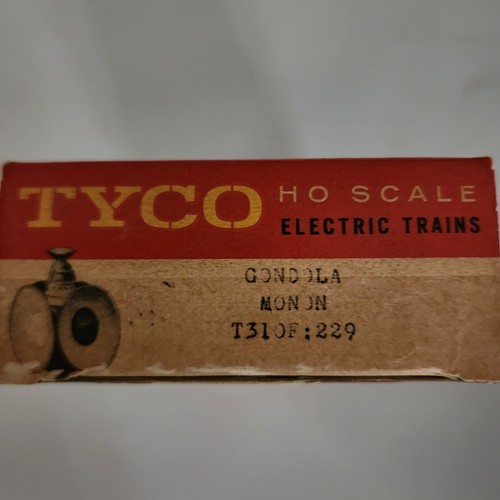 TYCO HO SCALE
ELECTRIC TRAINS
GONDOLA
MONON
T310F:229